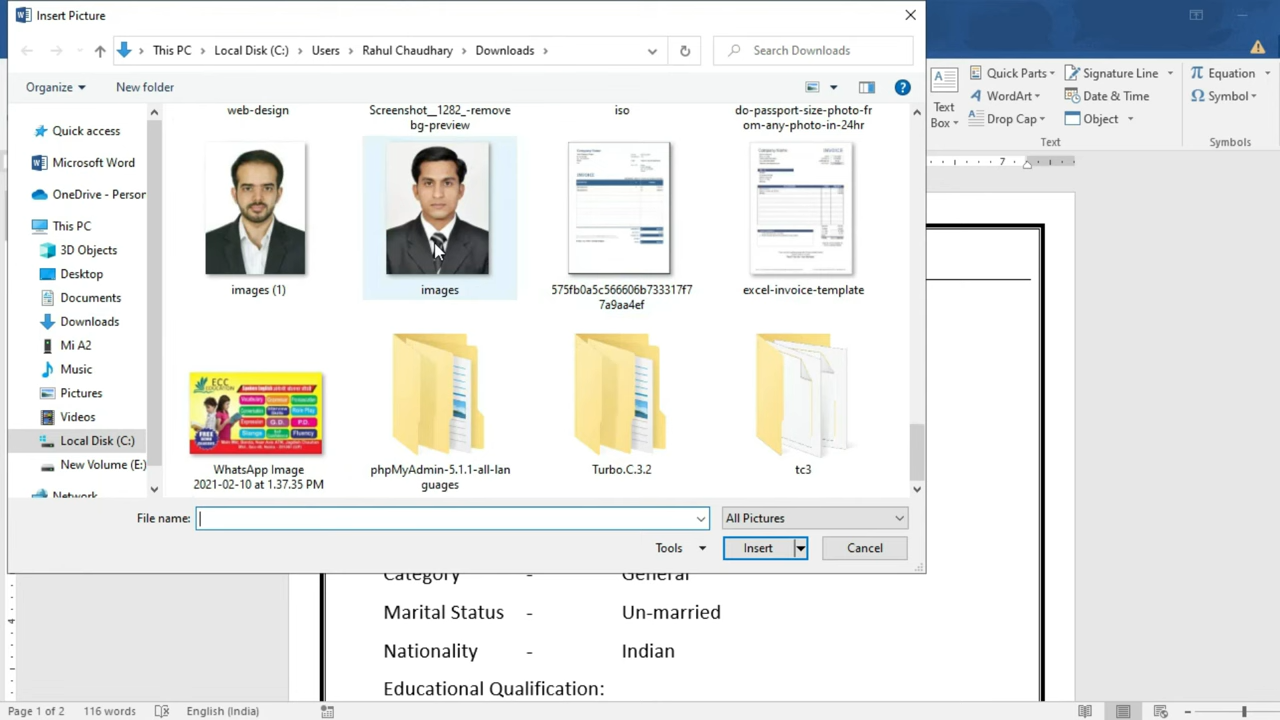 Insert Picture
This PC
Local Disk (C:)
Users
Rahul Chaudhary
Downloads
Search Downloads
Organize
New folder
Quick access
Microsoft Word
OneDrive - Person
This PC
3D Objects
Desktop
Documents
Downloads
Mi A2
Music
Pictures
Videos
Local Disk (C:)
New Volume (E:)
Network
web-design
Screenshot__1282_-remove
bg-preview
iso
do-passport-size-photo-fr
om-any-photo-in-24hr
images (1)
images
575fb0a5c566606b733317f7
7a9aa4ef
excel-invoice-template
ECC
EDUCATION
WhatsApp Image
2021-02-10 at 1.37.35 PM
phpMyAdmin-5.1.1-all-lan
guages
Turbo.C.3.2
tc3
File name:
All Pictures
Tools
Insert
Cancel
Text
Box
Quick Parts
WordArt
Drop Cap
Signature Line
Date & Time
Object
Text
Equation
Symbol
Symbols
7
4
Category - General
Marital Status - Un-married
Nationality - Indian
Educational Qualification:
Page 1 of 2
116 words
English (India)